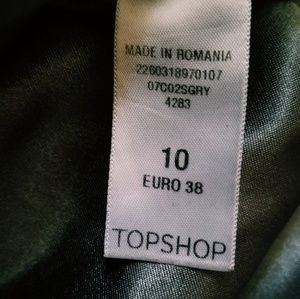 MADE IN ROMANIA
2260318970107
07C02SGRY
4283
10
EURO 38
TOPSHOP